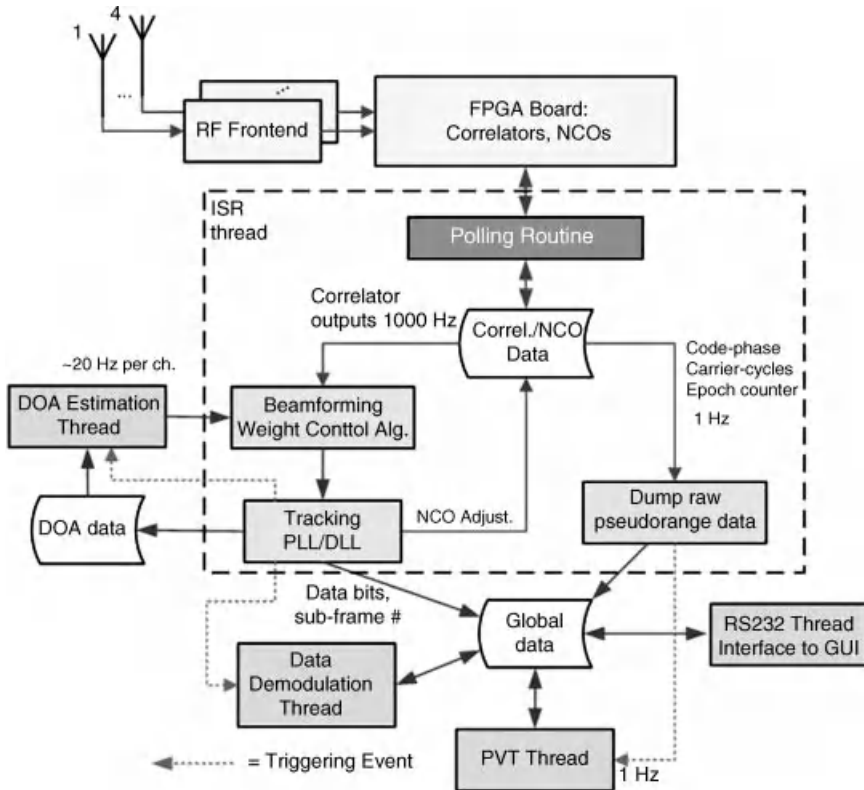 1
4
...
...
RF Frontend
FPGA Board:
Correlators, NCOs
ISR
thread
Polling Routine
Correlator
outputs 1000 Hz
Correl./NCO
Data
Code-phase
Carrier-cycles
Epoch counter
1 Hz
~20 Hz per ch.
DOA Estimation
Thread
Beamforming
Weight Conttol Alg.
DOA data
Tracking
PLL/DLL
NCO Adjust.
Dump raw
pseudorange data
Data bits,
sub-frame #
Global
data
RS232 Thread
Interface to GUI
Data
Demodulation
Thread
PVT Thread
1 Hz
= Triggering Event